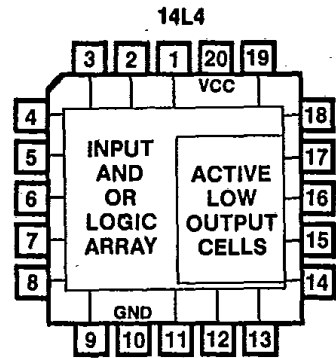 14L4
3 2 1 20 19
VCC
4 18
5 17
6 16
7 15
8 14
INPUT
AND
OR
LOGIC
ARRAY
ACTIVE
LOW
OUTPUT
CELLS
GND
9 10 11 12 13